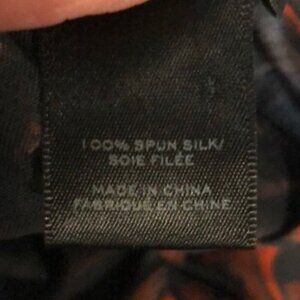 100% SPUN SILK/
SOIE FILÉE
MADE IN CHINA
FABRIQUÉ EN CHINE